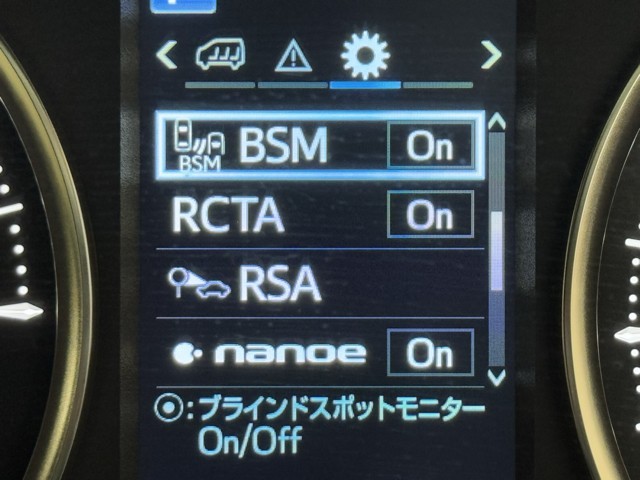 BSM BSM On
RCTA On
RSA
nanoe On
⦿:ブラインドスポットモニター
On/Off